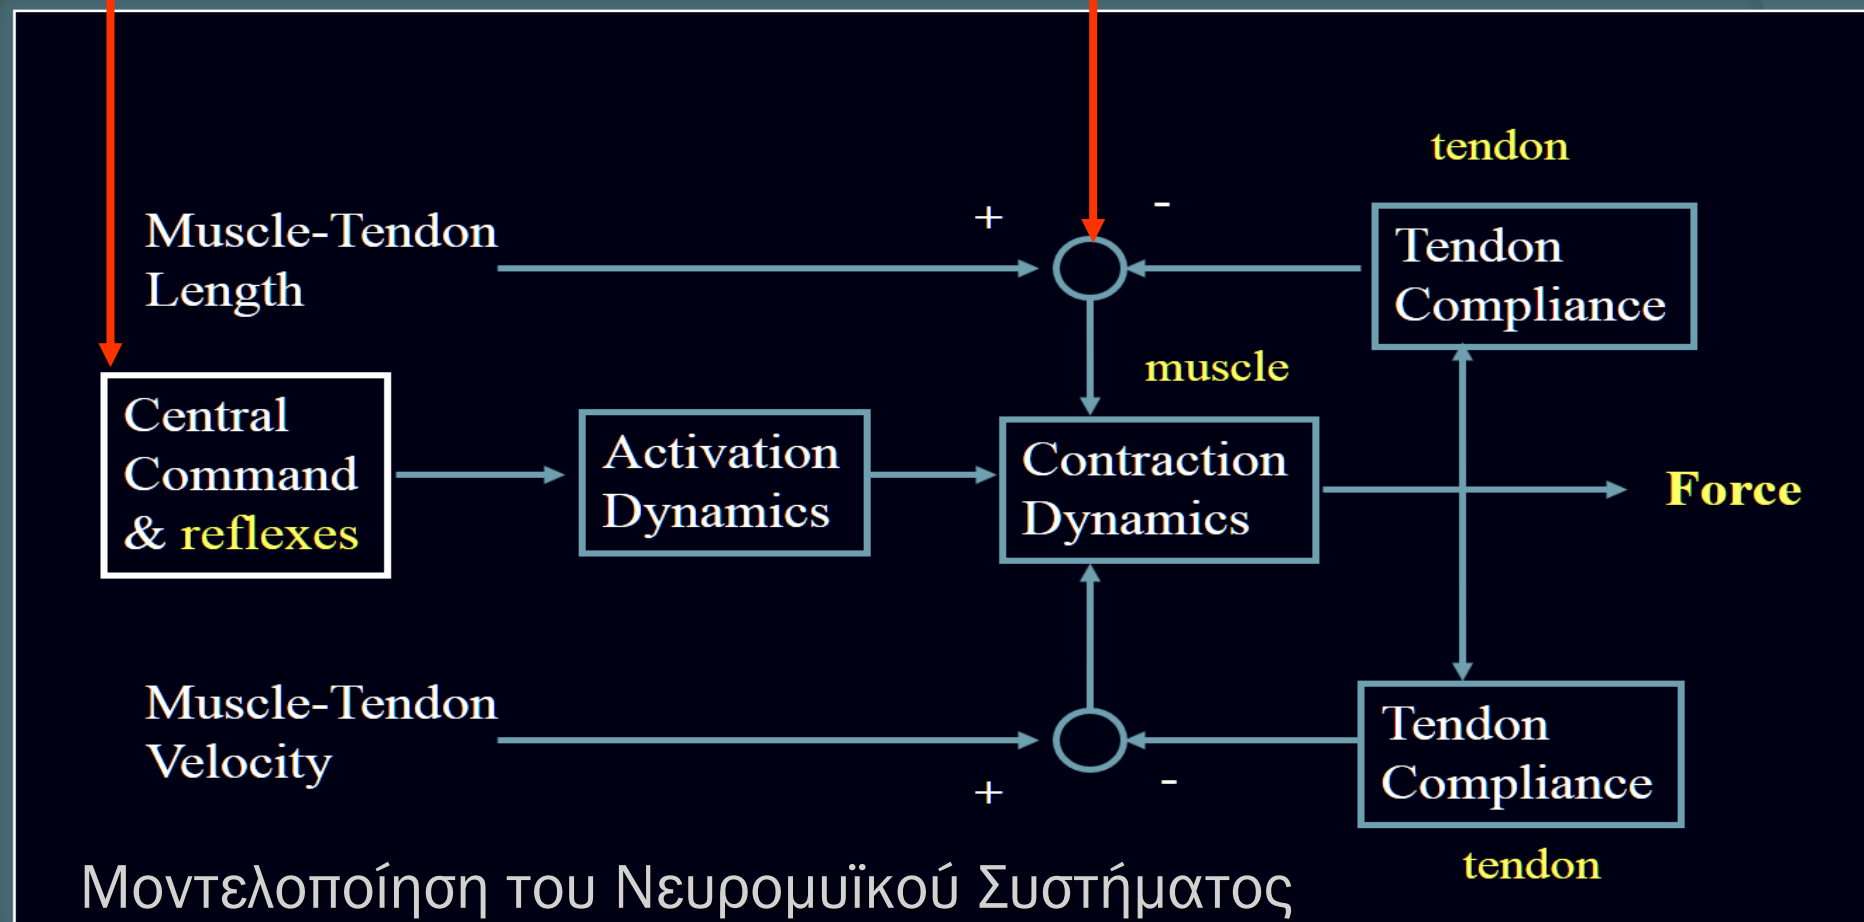 tendon
+
-
Muscle-Tendon
Length
Tendon
Compliance
muscle
Central
Command
& reflexes
Activation
Dynamics
Contraction
Dynamics
Force
Muscle-Tendon
Velocity
+
-
Tendon
Compliance
tendon
Μοντελοποίηση του Νευρομυϊκού Συστήματος